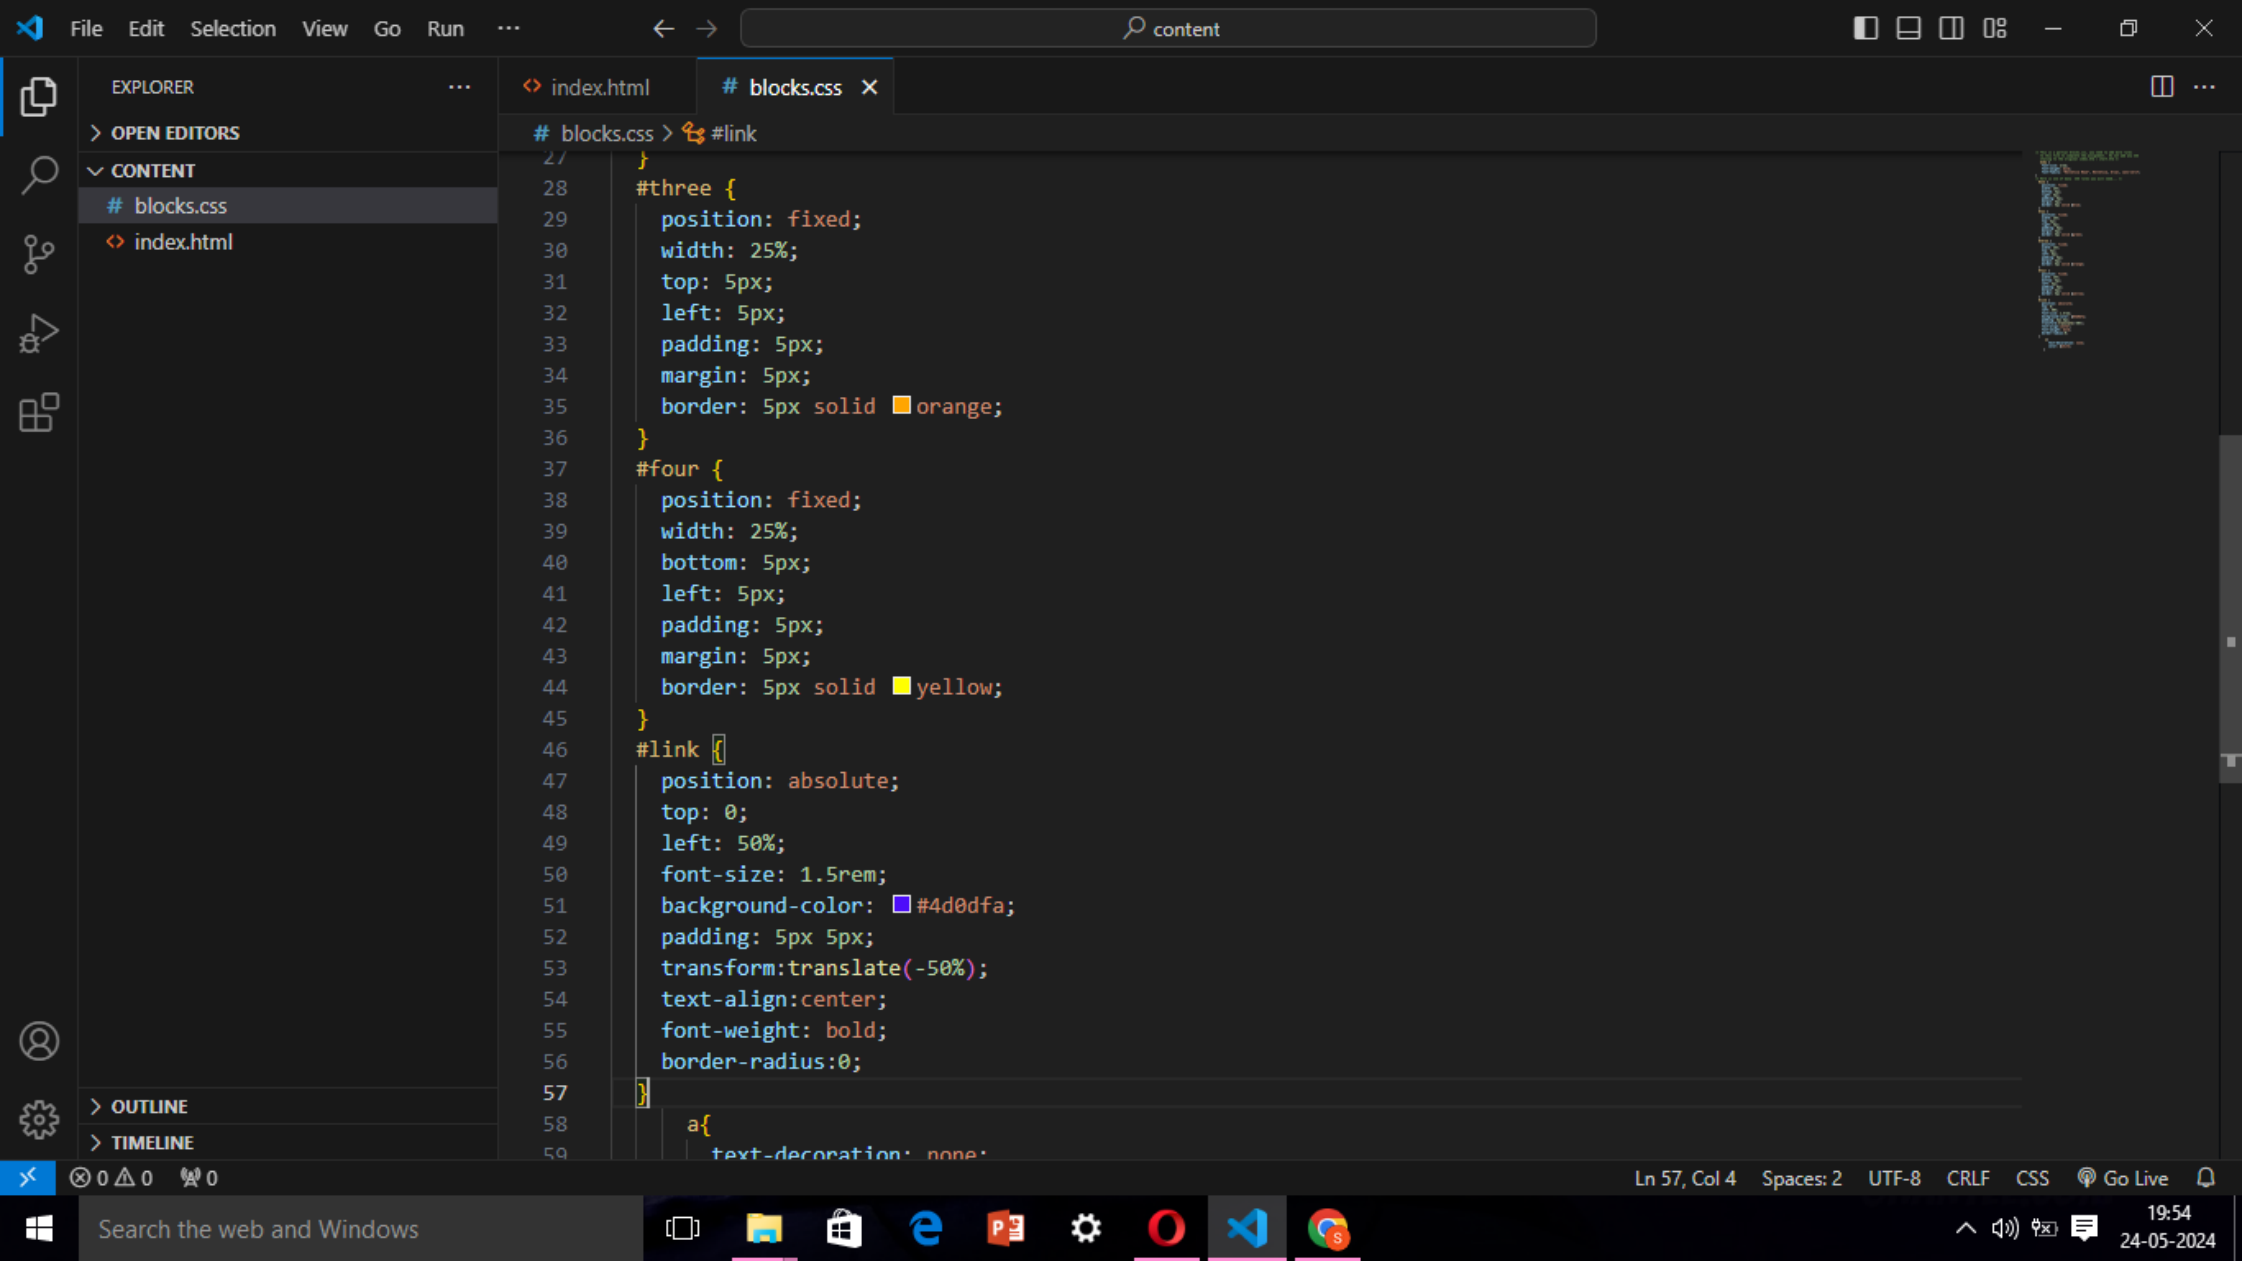 File Edit Selection View Go Run ··· content
EXPLORER ···
OPEN EDITORS
CONTENT
# blocks.css
<> index.html
OUTLINE
TIMELINE
<> index.html # blocks.css
# blocks.css > #link
27 }
28 #three {
29 position: fixed;
30 width: 25%;
31 top: 5px;
32 left: 5px;
33 padding: 5px;
34 margin: 5px;
35 border: 5px solid orange;
36 }
37 #four {
38 position: fixed;
39 width: 25%;
40 bottom: 5px;
41 left: 5px;
42 padding: 5px;
43 margin: 5px;
44 border: 5px solid yellow;
45 }
46 #link {
47 position: absolute;
48 top: 0;
49 left: 50%;
50 font-size: 1.5rem;
51 background-color: #4d0dfa;
52 padding: 5px 5px;
53 transform:translate(-50%);
54 text-align:center;
55 font-weight: bold;
56 border-radius:0;
57 }
58 a{
59 text-decoration: none;
0 0 0 Ln 57, Col 4 Spaces: 2 UTF-8 CRLF CSS Go Live
Search the web and Windows
19:54
24-05-2024